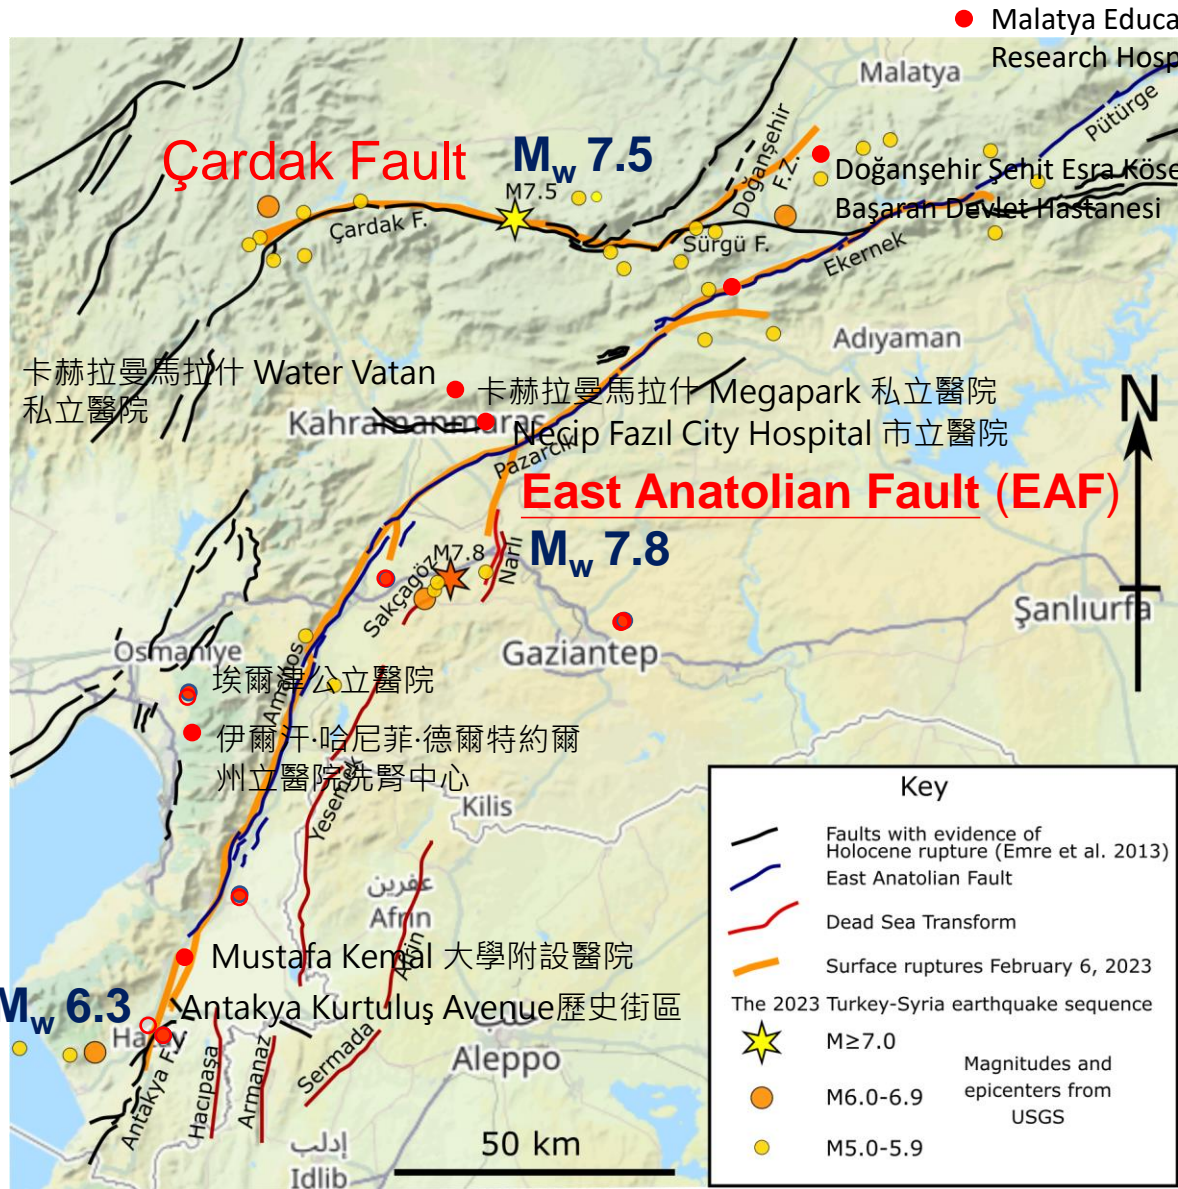 Malatya Educa
Research Hosp
Malatya
Pütürge
Doğanşehir
F.Z.
Çardak Fault
M_w 7.5
M7.5
Doğanşehir Şehit Esra Köse
Başaran Devlet Hastanesi
Çardak F.
Sürgü F.
Ekernek
Adıyaman
卡赫拉曼馬拉什 Water Vatan
私立醫院
卡赫拉曼馬拉什 Megapark 私立醫院
Kahramanmaraş
Necip Fazıl City Hospital 市立醫院
Pazarcık
N
East Anatolian Fault (EAF)
M_w 7.8
M7.8
Narlı
Sakçagöz
Şanlıurfa
Osmaniye
Gaziantep
Amanos
埃爾津公立醫院
伊爾汗·哈尼菲·德爾特約爾
州立醫院洗腎中心
Yesemek
Kilis
عفرين
Afrin
Afrin
Mustafa Kemal 大學附設醫院
M_w 6.3
Antakya Kurtuluş Avenue歷史街區
Hatay
حلب
Aleppo
Antakya F.
Hacıpaşa
Armanaz
Sermada
إدلب
Idlib
50 km
Key
Faults with evidence of
Holocene rupture (Emre et al. 2013)
East Anatolian Fault
Dead Sea Transform
Surface ruptures February 6, 2023
The 2023 Turkey-Syria earthquake sequence
M≥7.0
M6.0-6.9
M5.0-5.9
Magnitudes and
epicenters from
USGS